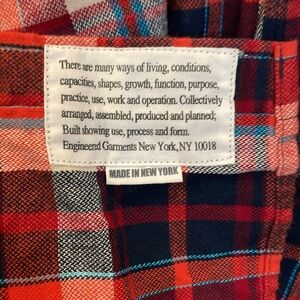 There are many ways of living, conditions,
capacities, shapes, growth, function, purpose,
practice, use, work and operation. Collectively
arranged, assembled, produced and planned;
Built showing use, process and form.
Engineered Garments New York, NY 10018
MADE IN NEW YORK